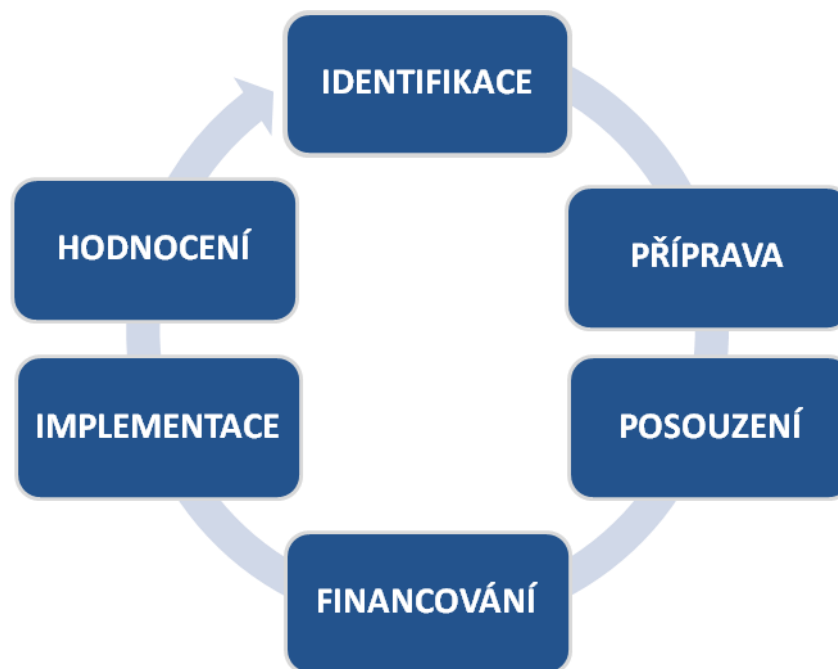 IDENTIFIKACE
PŘÍPRAVA
POSOUZENÍ
FINANCOVÁNÍ
IMPLEMENTACE
HODNOCENÍ